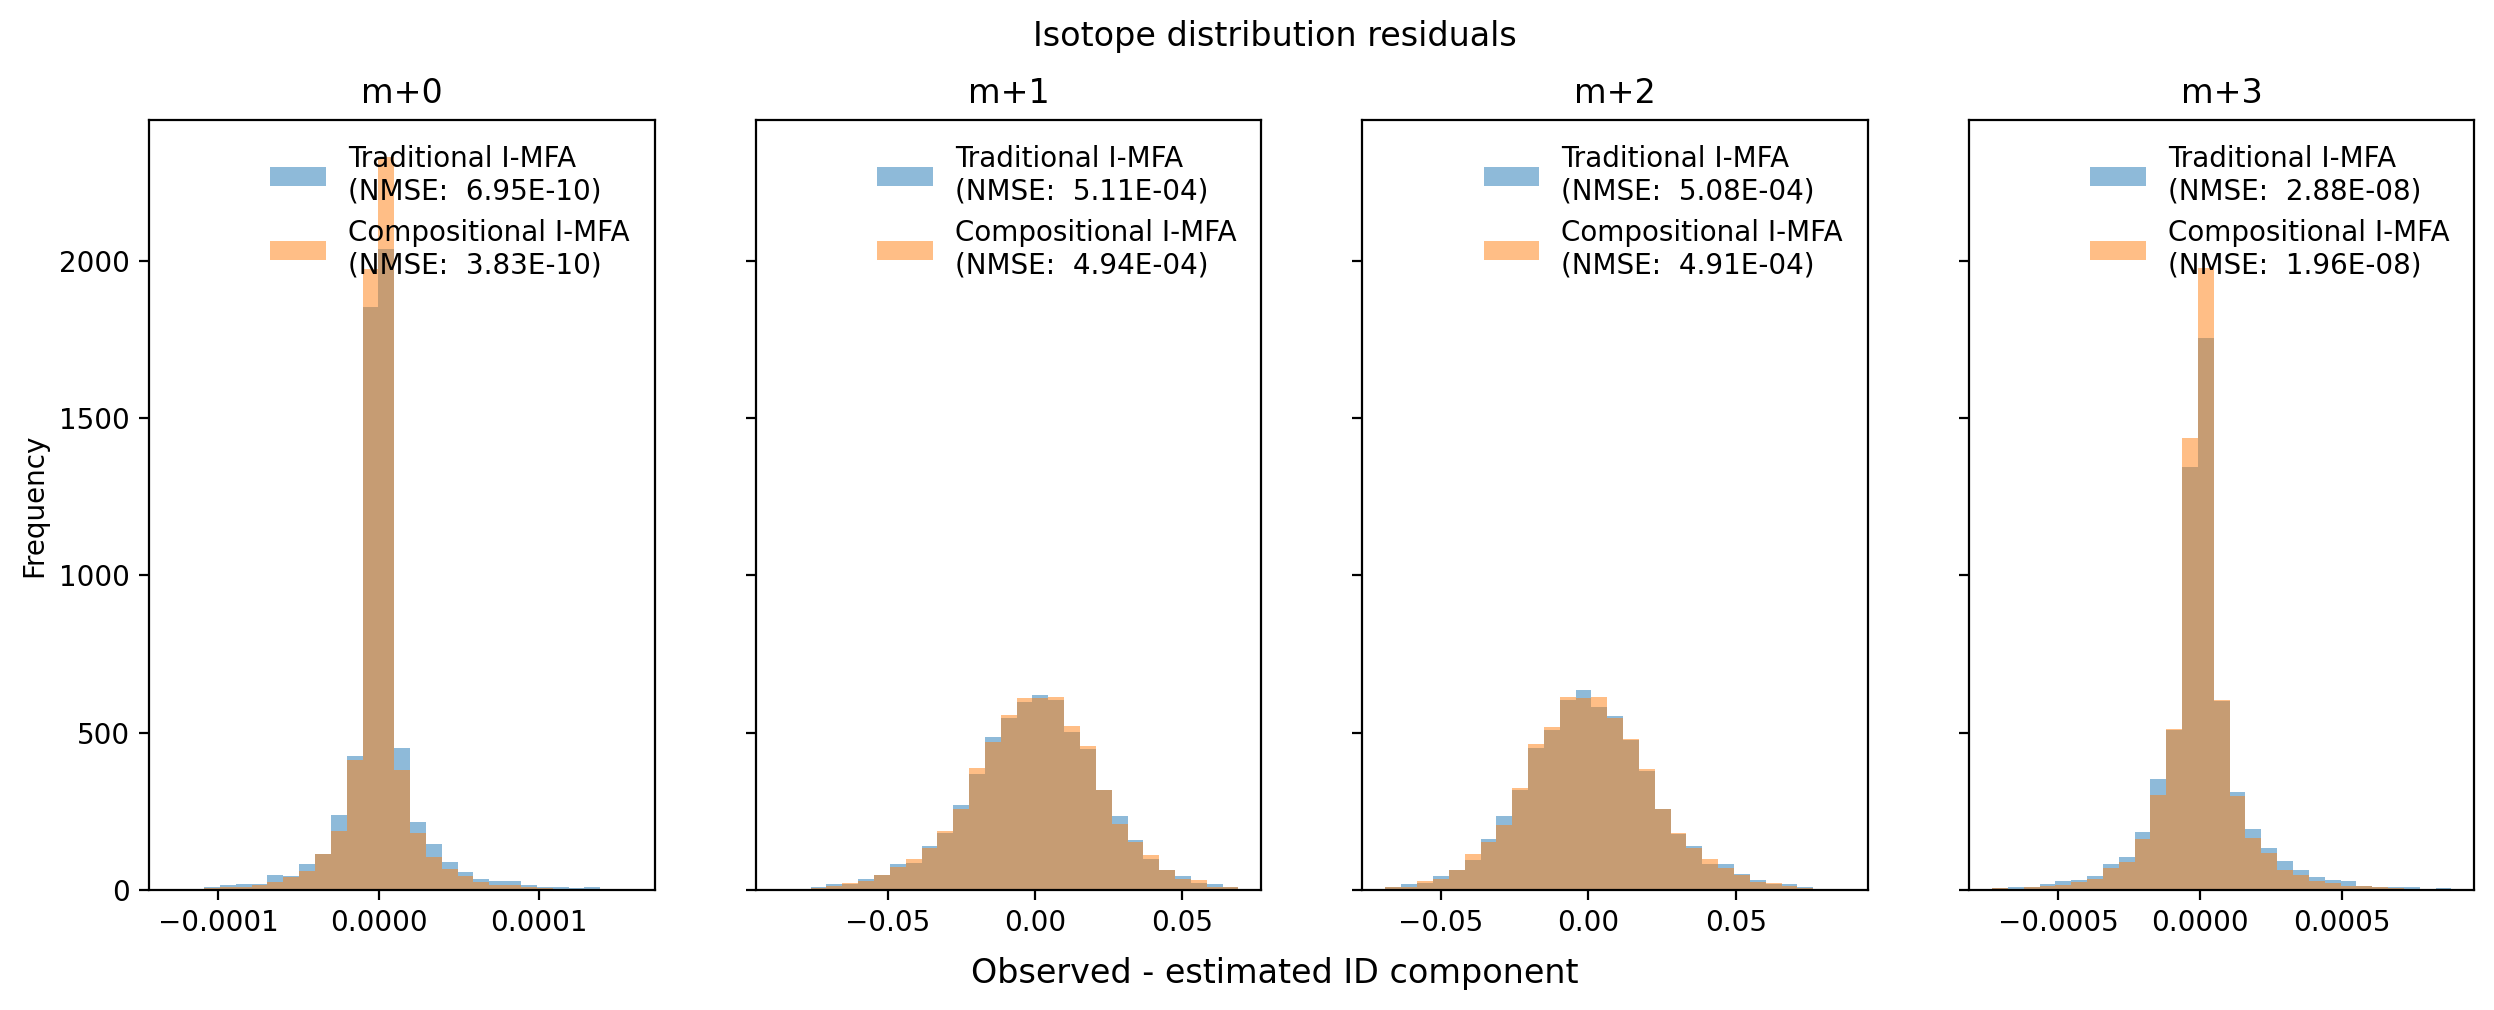 Isotope distribution residuals
m+0
Traditional I-MFA
(NMSE:  6.95E-10)
Compositional I-MFA
(NMSE:  3.83E-10)
Frequency
2000
1500
1000
500
0
−0.0001
0.0000
0.0001
m+1
Traditional I-MFA
(NMSE:  5.11E-04)
Compositional I-MFA
(NMSE:  4.94E-04)
−0.05
0.00
0.05
m+2
Traditional I-MFA
(NMSE:  5.08E-04)
Compositional I-MFA
(NMSE:  4.91E-04)
−0.05
0.00
0.05
m+3
Traditional I-MFA
(NMSE:  2.88E-08)
Compositional I-MFA
(NMSE:  1.96E-08)
−0.0005
0.0000
0.0005
Observed - estimated ID component